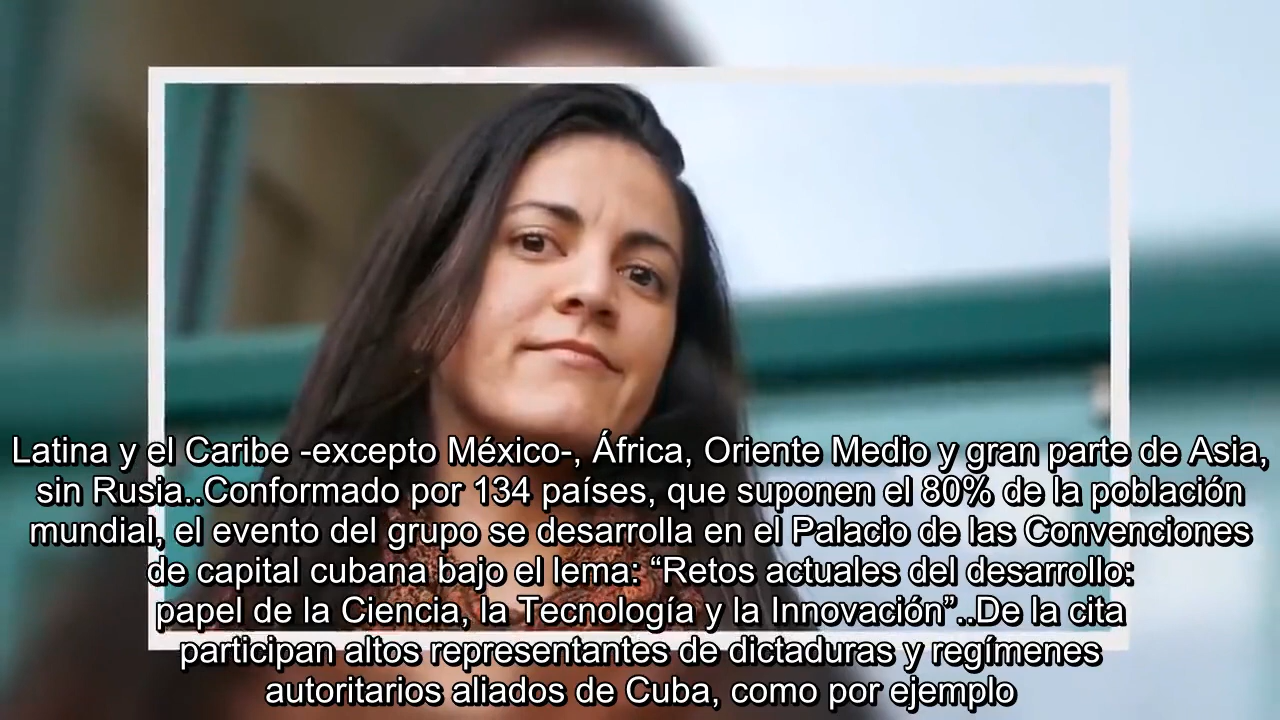 Latina y el Caribe -excepto México-, África, Oriente Medio y gran parte de Asia,
sin Rusia..Conformado por 134 países, que suponen el 80% de la población
mundial, el evento del grupo se desarrolla en el Palacio de las Convenciones
de capital cubana bajo el lema: “Retos actuales del desarrollo:
papel de la Ciencia, la Tecnología y la Innovación”..De la cita
participan altos representantes de dictaduras y regímenes
autoritarios aliados de Cuba, como por ejemplo